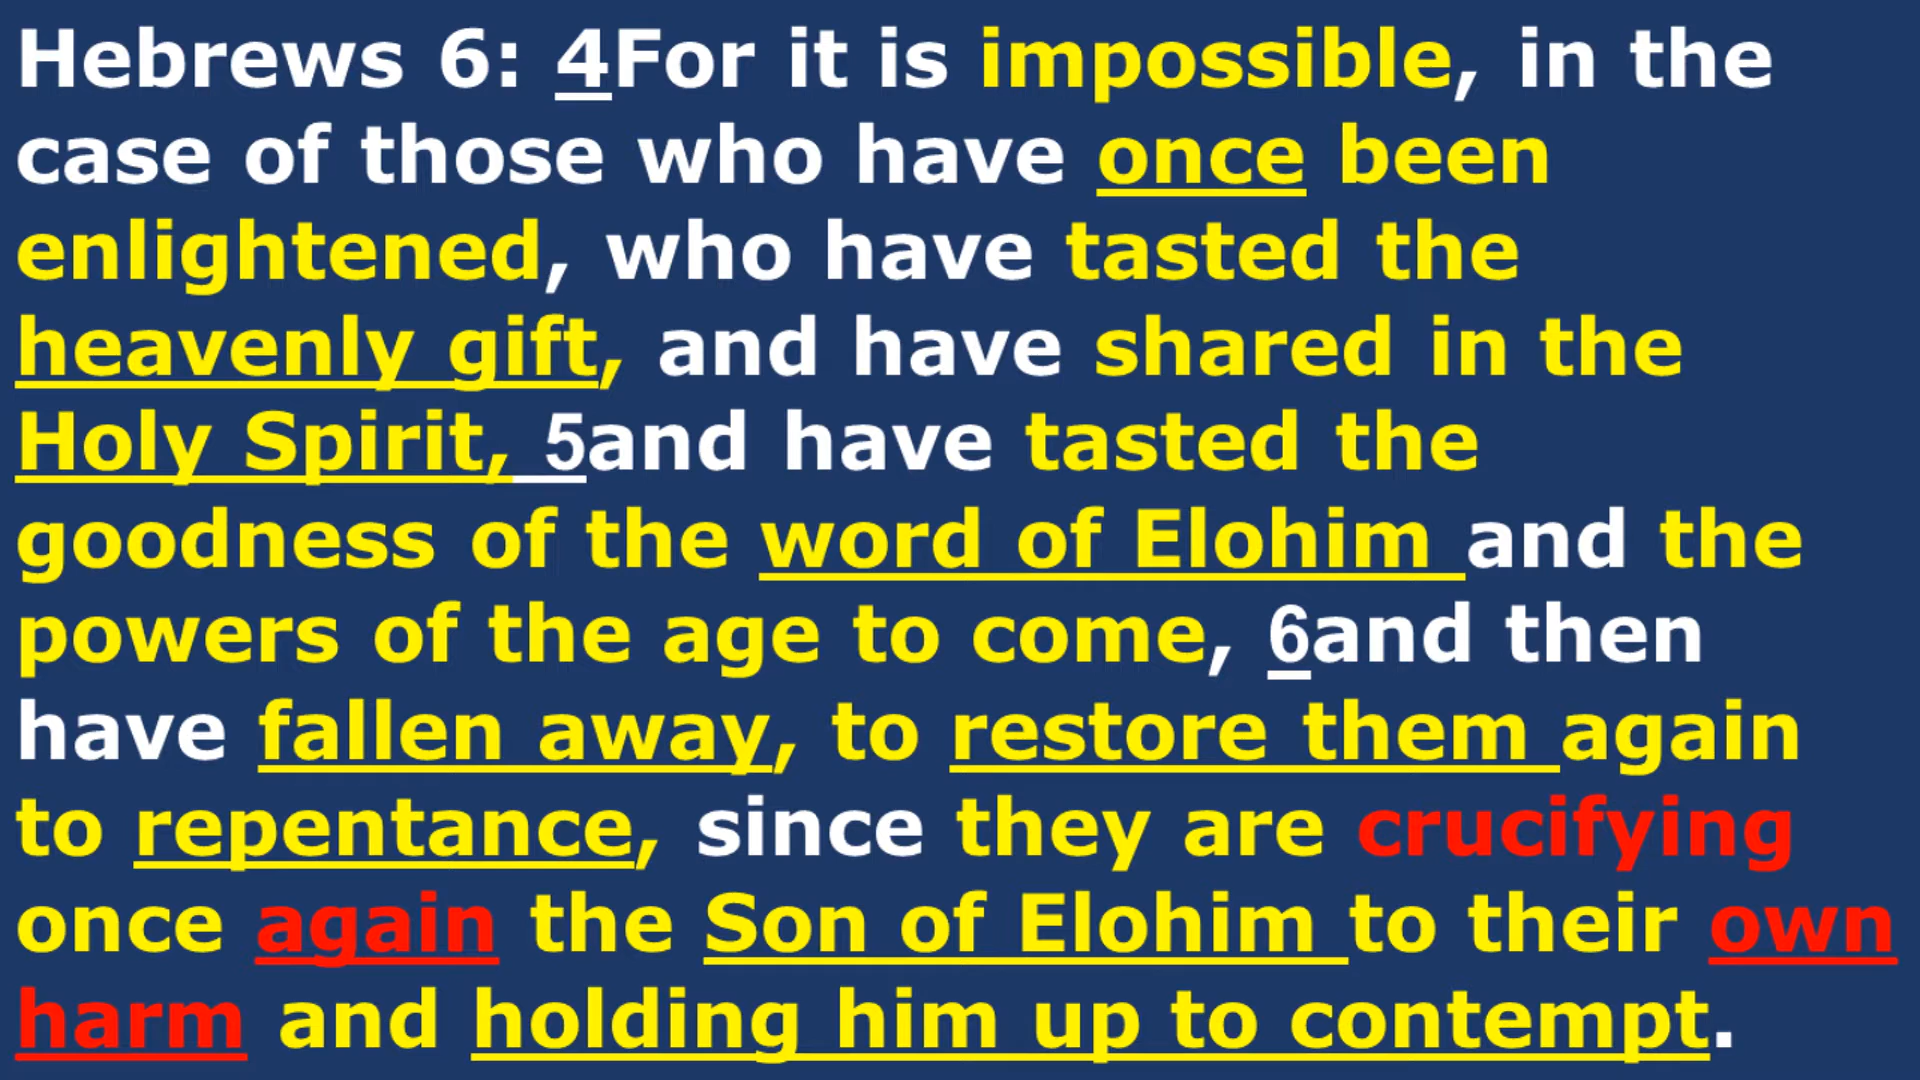 Hebrews 6: 4For it is impossible, in the
case of those who have once been
enlightened, who have tasted the
heavenly gift, and have shared in the
Holy Spirit, 5and have tasted the
goodness of the word of Elohim and the
powers of the age to come, 6and then
have fallen away, to restore them again
to repentance, since they are crucifying
once again the Son of Elohim to their own
harm and holding him up to contempt.